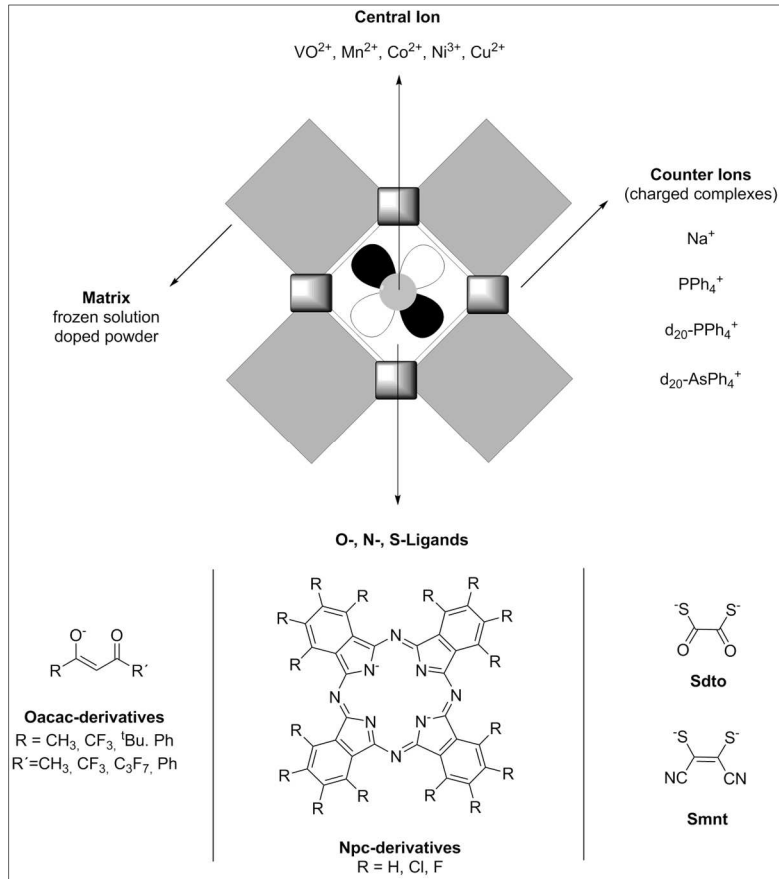 Central Ion
VO²⁺, Mn²⁺, Co²⁺, Ni³⁺, Cu²⁺
Counter Ions
(charged complexes)
Na⁺
PPh₄⁺
d₂₀-PPh₄⁺
d₂₀-AsPh₄⁺
Matrix
frozen solution
doped powder
O-, N-, S-Ligands
O⁻ O
R R´
Oacac-derivatives
R = CH₃, CF₃, ᵗBu. Ph
R´=CH₃, CF₃, C₃F₇, Ph
R R R R
R R
R N R
R N⁻ N R
N N
R N N⁻ R
R N R
R R
R R R R
Npc-derivatives
R = H, Cl, F
⁻S S⁻
O O
Sdto
⁻S S⁻
NC CN
Smnt